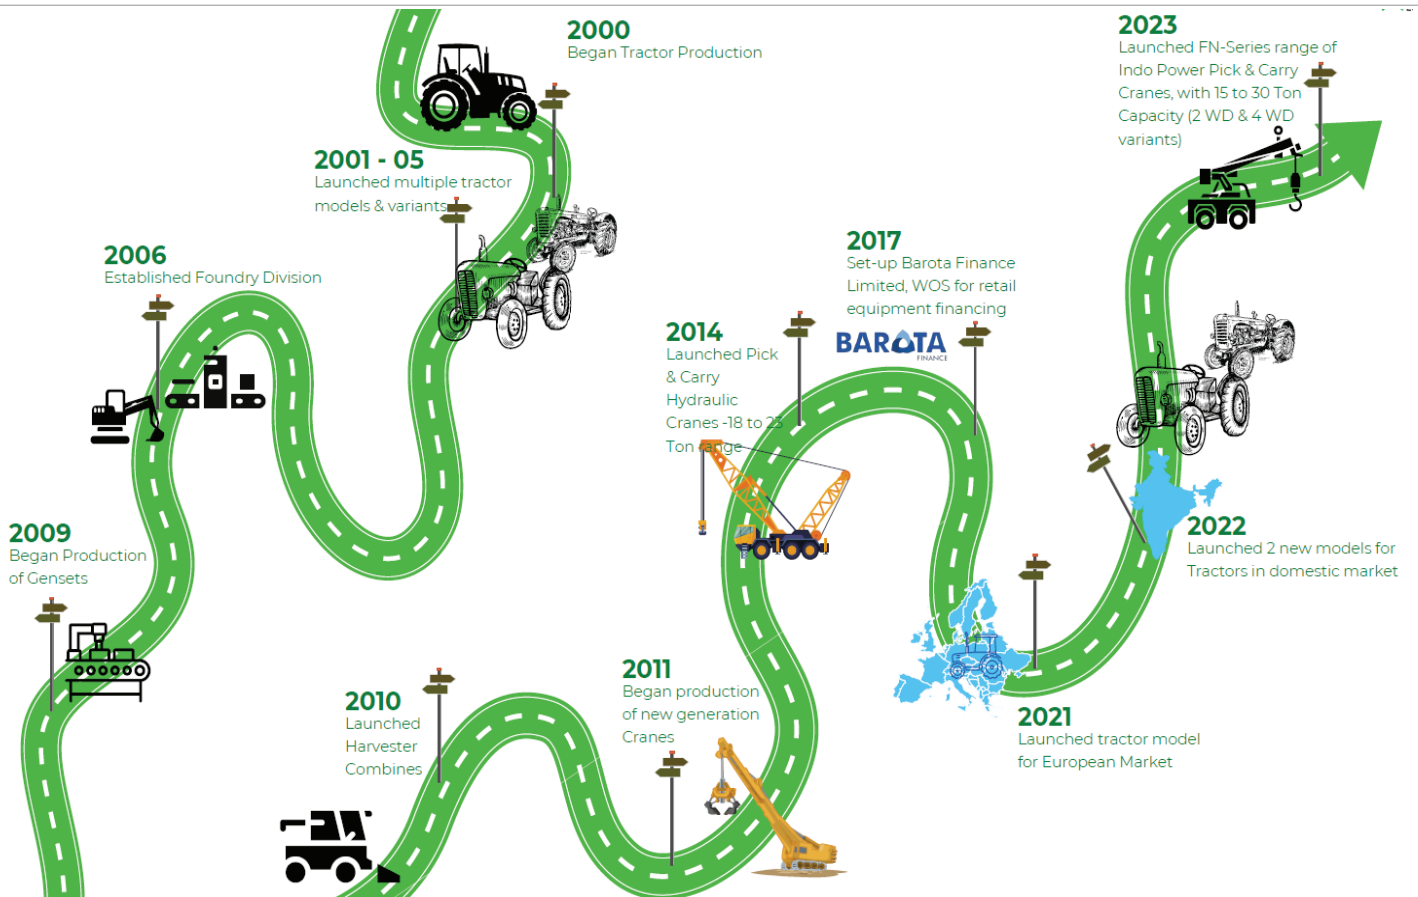 2000
Began Tractor Production
2001 - 05
Launched multiple tractor
models & variants
2006
Established Foundry Division
2009
Began Production
of Gensets
2010
Launched
Harvester
Combines
2011
Began production
of new generation
Cranes
2014
Launched Pick
& Carry
Hydraulic
Cranes -18 to 23
Ton range
2017
Set-up Barota Finance
Limited, WOS for retail
equipment financing
BAROTA
FINANCE
2021
Launched tractor model
for European Market
2022
Launched 2 new models for
Tractors in domestic market
2023
Launched FN-Series range of
Indo Power Pick & Carry
Cranes, with 15 to 30 Ton
Capacity (2 WD & 4 WD
variants)